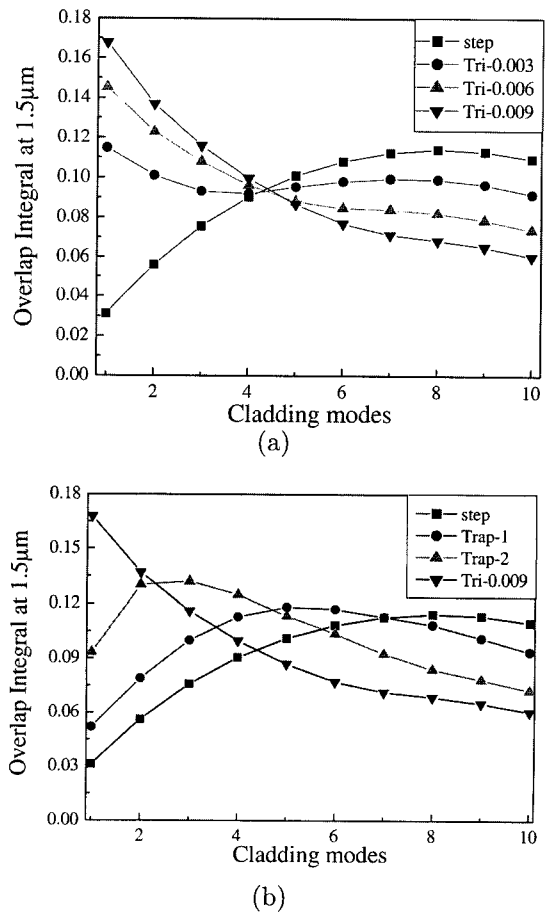 0.18
0.16
0.14
0.12
0.10
0.08
0.06
0.04
0.02
0.00
Overlap Integral at 1.5μm
step
Tri-0.003
Tri-0.006
Tri-0.009
2 4 6 8 10
Cladding modes
(a)
0.18
0.15
0.12
0.09
0.06
0.03
0.00
Overlap Integral at 1.5μm
step
Trap-1
Trap-2
Tri-0.009
2 4 6 8 10
Cladding modes
(b)